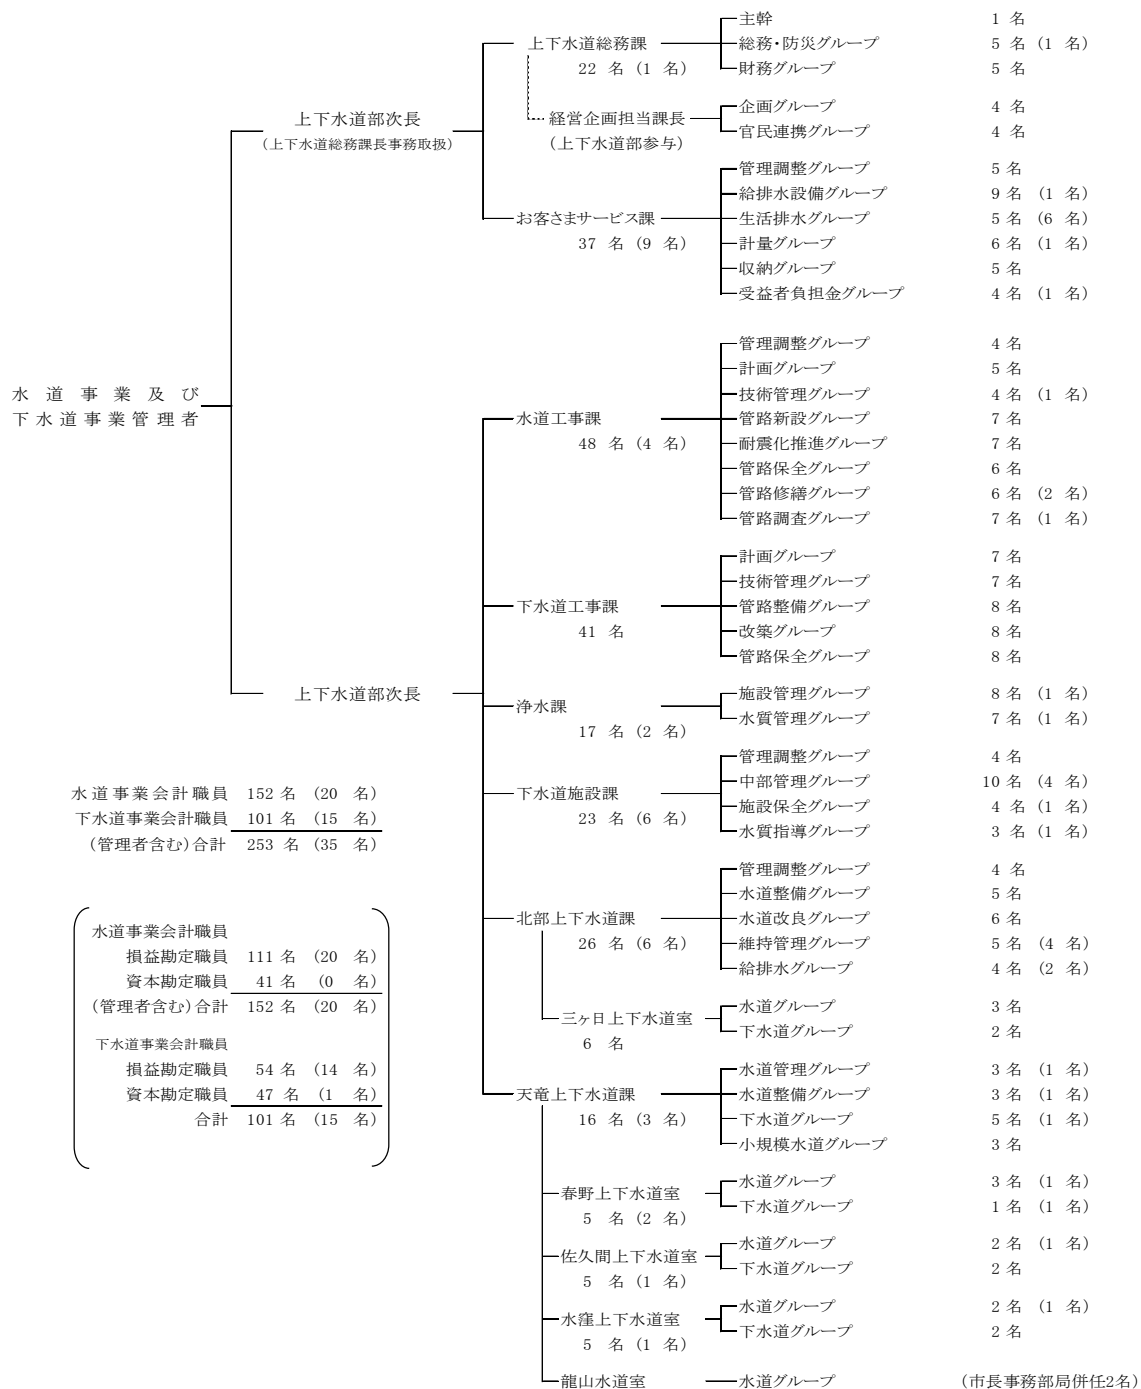 主幹 1 名
上下水道総務課 総務・防災グループ 5 名 (1 名)
22 名 (1 名) 財務グループ 5 名
企画グループ 4 名
上下水道部次長 経営企画担当課長
(上下水道総務課長事務取扱) (上下水道部参与) 官民連携グループ 4 名
管理調整グループ 5 名
給排水設備グループ 9 名 (1 名)
お客さまサービス課 生活排水グループ 5 名 (6 名)
37 名 (9 名) 計量グループ 6 名 (1 名)
収納グループ 5 名
受益者負担金グループ 4 名 (1 名)
管理調整グループ 4 名
計画グループ 5 名
水道事業及び 技術管理グループ 4 名 (1 名)
下水道事業管理者 水道工事課 管路新設グループ 7 名
48 名 (4 名) 耐震化推進グループ 7 名
管路保全グループ 6 名
管路修繕グループ 6 名 (2 名)
管路調査グループ 7 名 (1 名)
計画グループ 7 名
技術管理グループ 7 名
下水道工事課 管路整備グループ 8 名
41 名 改築グループ 8 名
管路保全グループ 8 名
上下水道部次長 施設管理グループ 8 名 (1 名)
浄水課 水質管理グループ 7 名 (1 名)
17 名 (2 名)
管理調整グループ 4 名
中部管理グループ 10 名 (4 名)
水道事業会計職員 152 名 (20 名) 下水道施設課 施設保全グループ 4 名 (1 名)
下水道事業会計職員 101 名 (15 名) 23 名 (6 名) 水質指導グループ 3 名 (1 名)
(管理者含む)合計 253 名 (35 名)
管理調整グループ 4 名
水道整備グループ 5 名
北部上下水道課 水道改良グループ 6 名
水道事業会計職員 26 名 (6 名) 維持管理グループ 5 名 (4 名)
損益勘定職員 111 名 (20 名) 給排水グループ 4 名 (2 名)
資本勘定職員 41 名 (0 名)
(管理者含む)合計 152 名 (20 名) 水道グループ 3 名
三ヶ日上下水道室 下水道グループ 2 名
下水道事業会計職員 6 名
損益勘定職員 54 名 (14 名) 水道管理グループ 3 名 (1 名)
資本勘定職員 47 名 (1 名) 天竜上下水道課 水道整備グループ 3 名 (1 名)
合計 101 名 (15 名) 16 名 (3 名) 下水道グループ 5 名 (1 名)
小規模水道グループ 3 名
水道グループ 3 名 (1 名)
春野上下水道室 下水道グループ 1 名 (1 名)
5 名 (2 名)
水道グループ 2 名 (1 名)
佐久間上下水道室 下水道グループ 2 名
5 名 (1 名)
水道グループ 2 名 (1 名)
水窪上下水道室 下水道グループ 2 名
5 名 (1 名)
龍山水道室 水道グループ (市長事務部局併任2名)